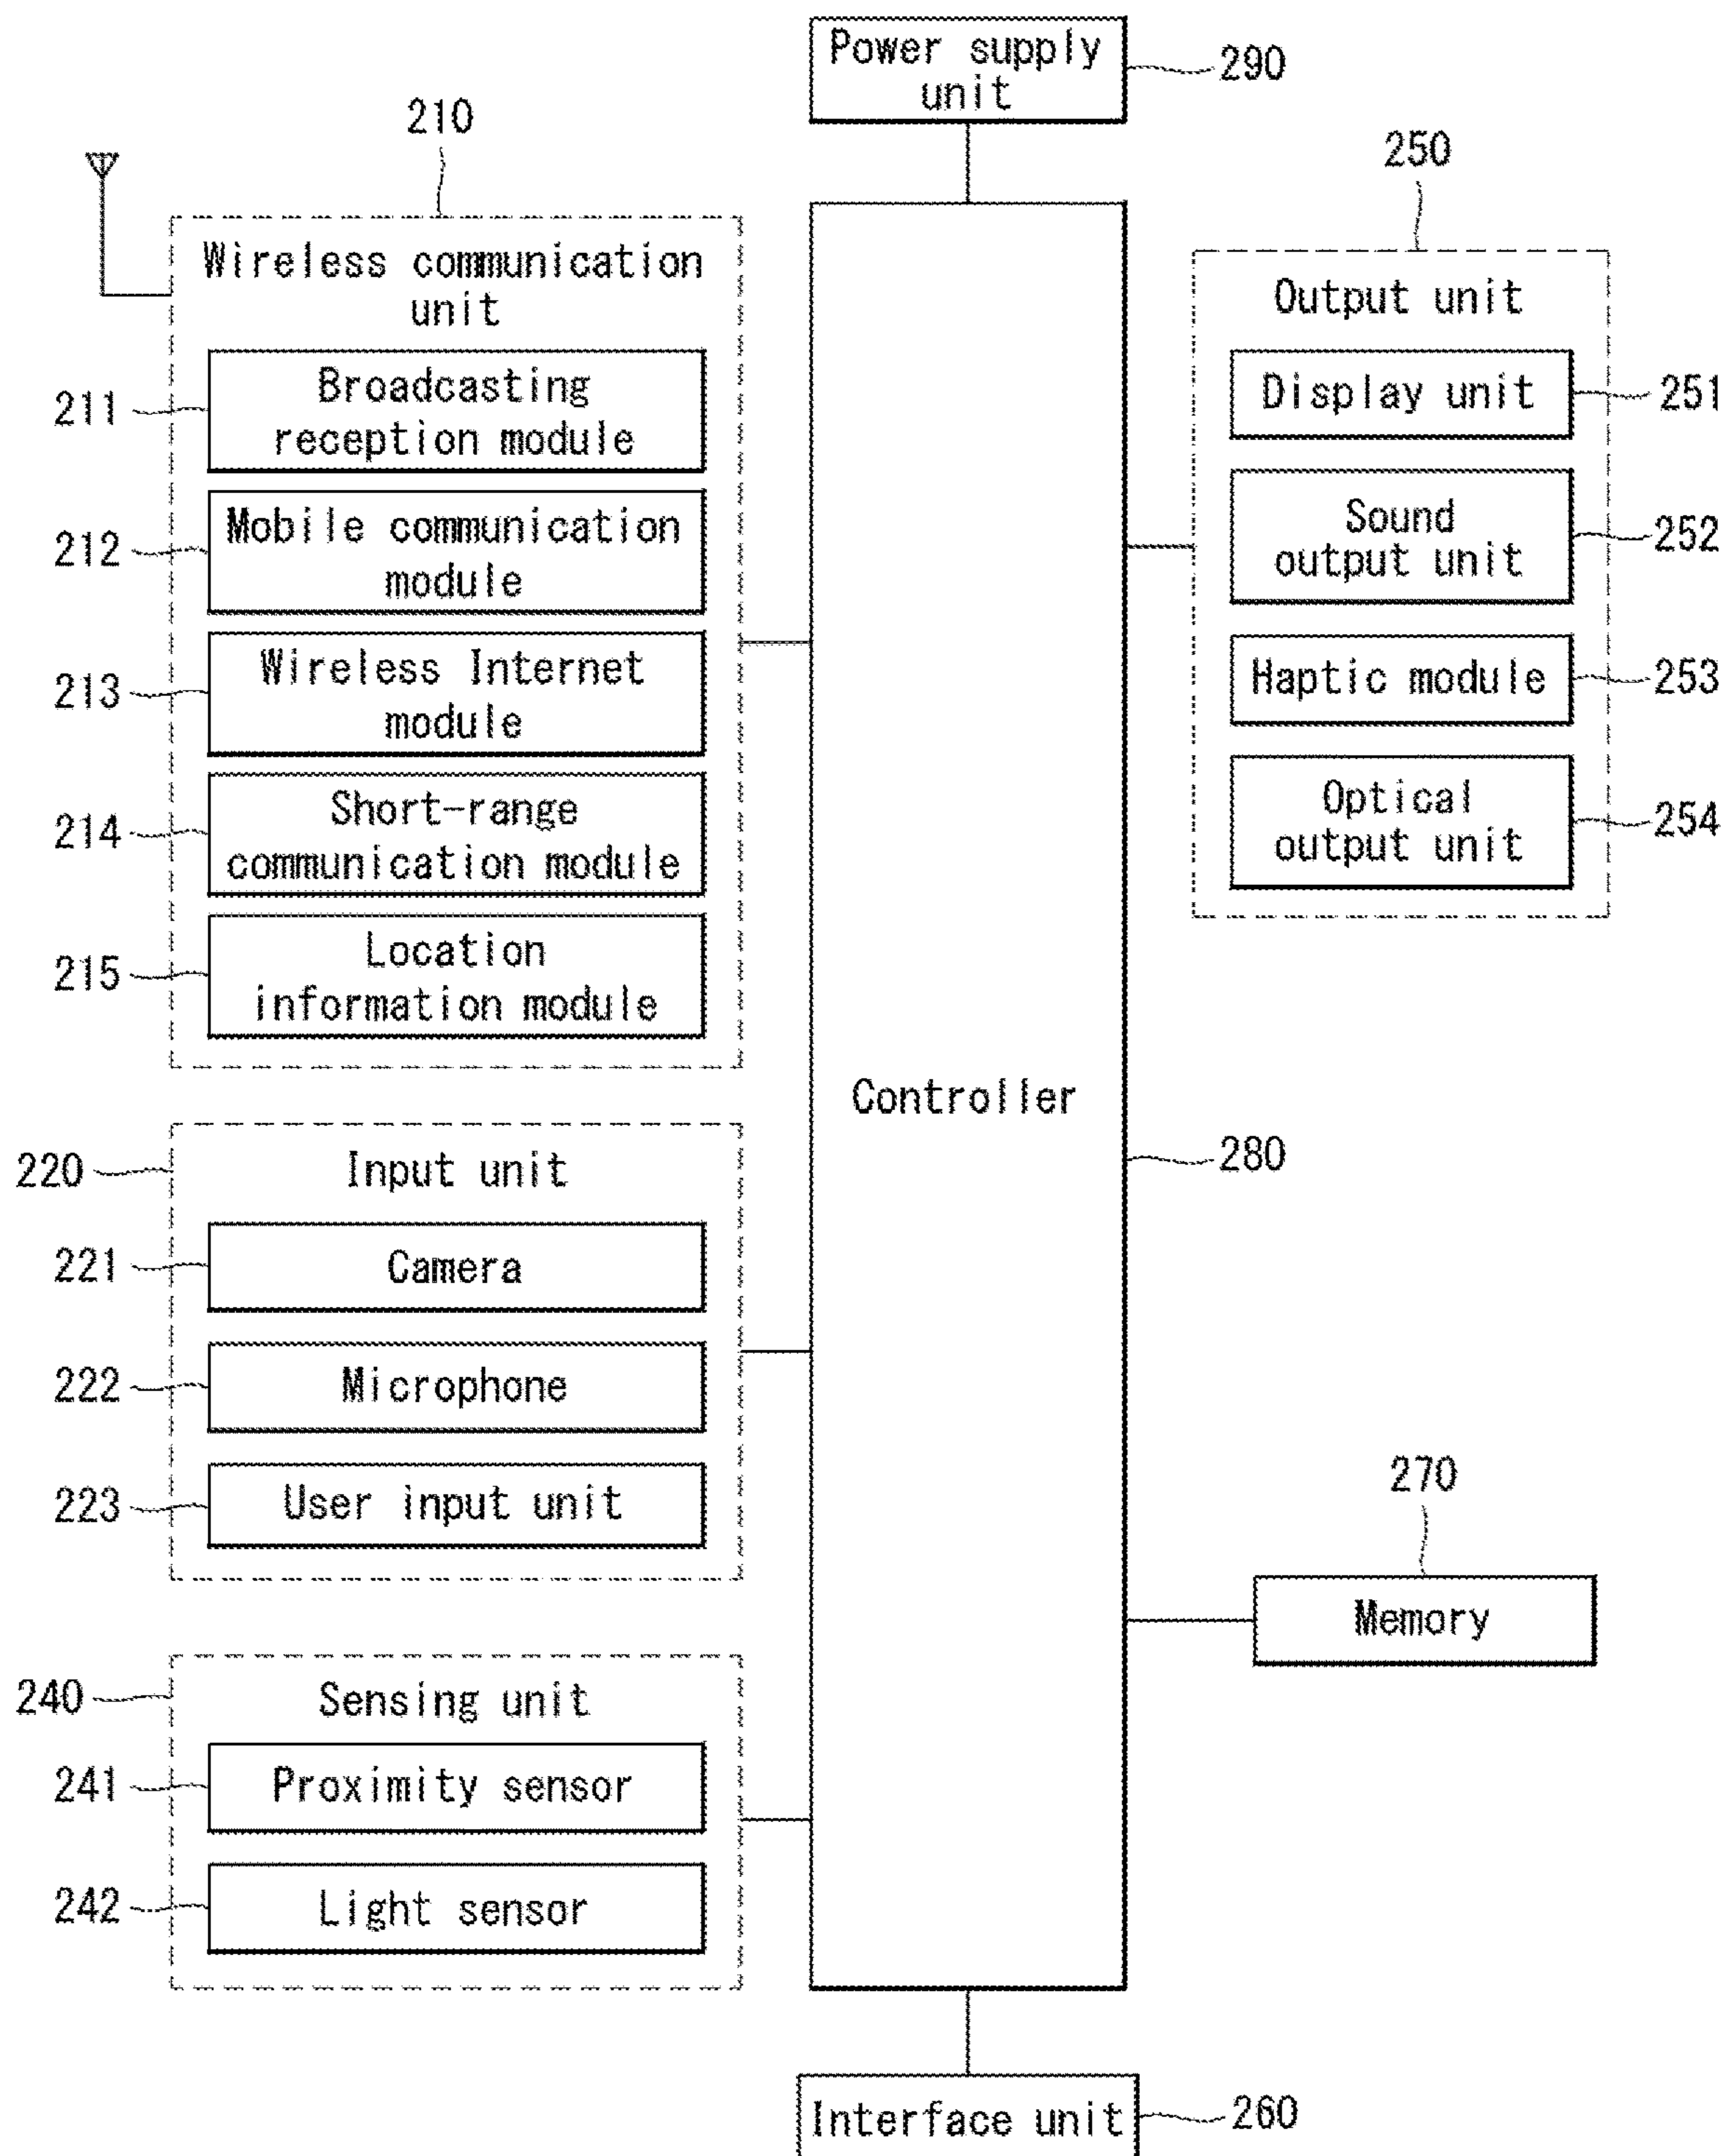 Power supply
unit
290
210
Wireless communication
unit
211
Broadcasting
reception module
212
Mobile communication
module
213
Wireless Internet
module
214
Short-range
communication module
215
Location
information module
220
Input unit
221
Camera
222
Microphone
223
User input unit
240
Sensing unit
241
Proximity sensor
242
Light sensor
Controller
280
250
Output unit
Display unit
251
Sound
output unit
252
Haptic module
253
Optical
output unit
254
270
Memory
Interface unit
260